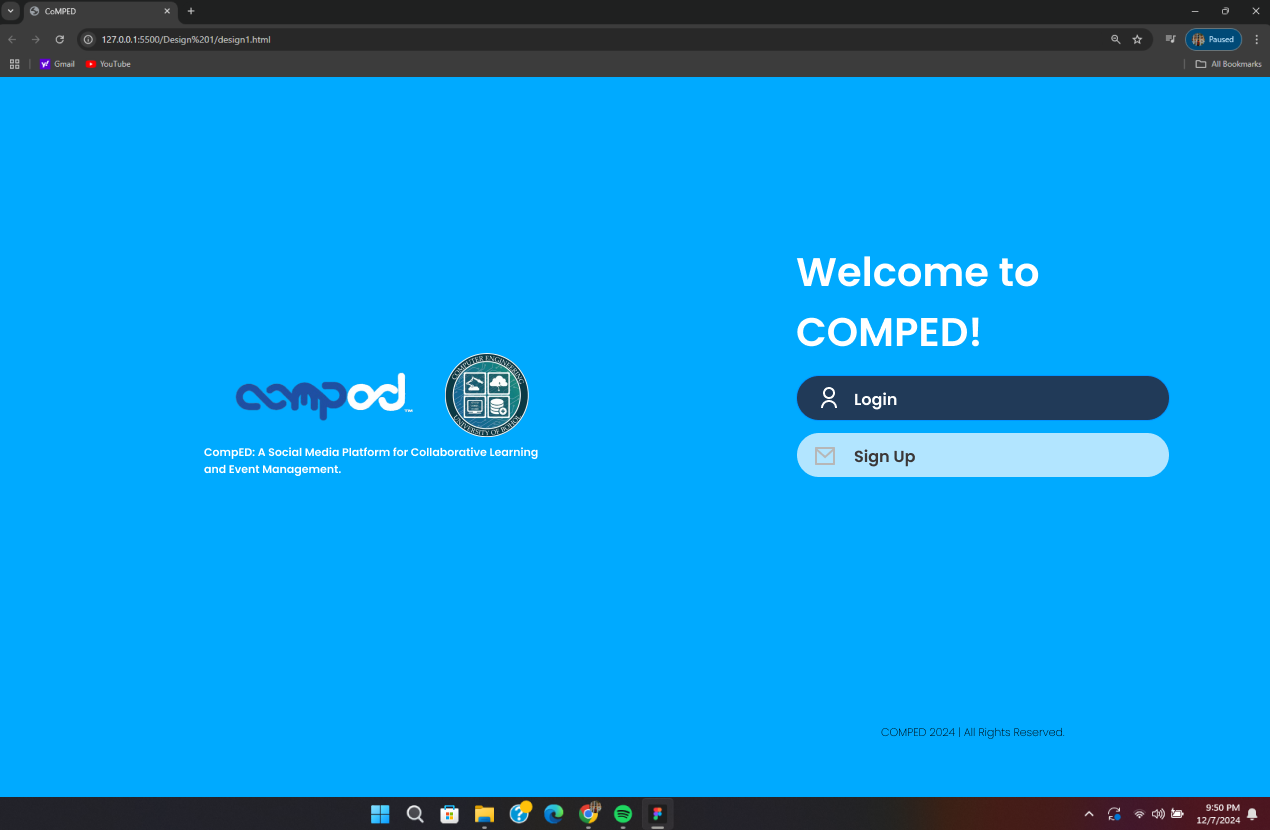 CoMPED
127.0.0.1:5500/Design%201/design1.html
Paused
Gmail
YouTube
All Bookmarks
Welcome to
COMPED!
Login
Sign Up
comped™
COMPUTER ENGINEERING
UNIVERSITY OF BOHOL
CompED: A Social Media Platform for Collaborative Learning
and Event Management.
COMPED 2024 | All Rights Reserved.
9:50 PM
12/7/2024